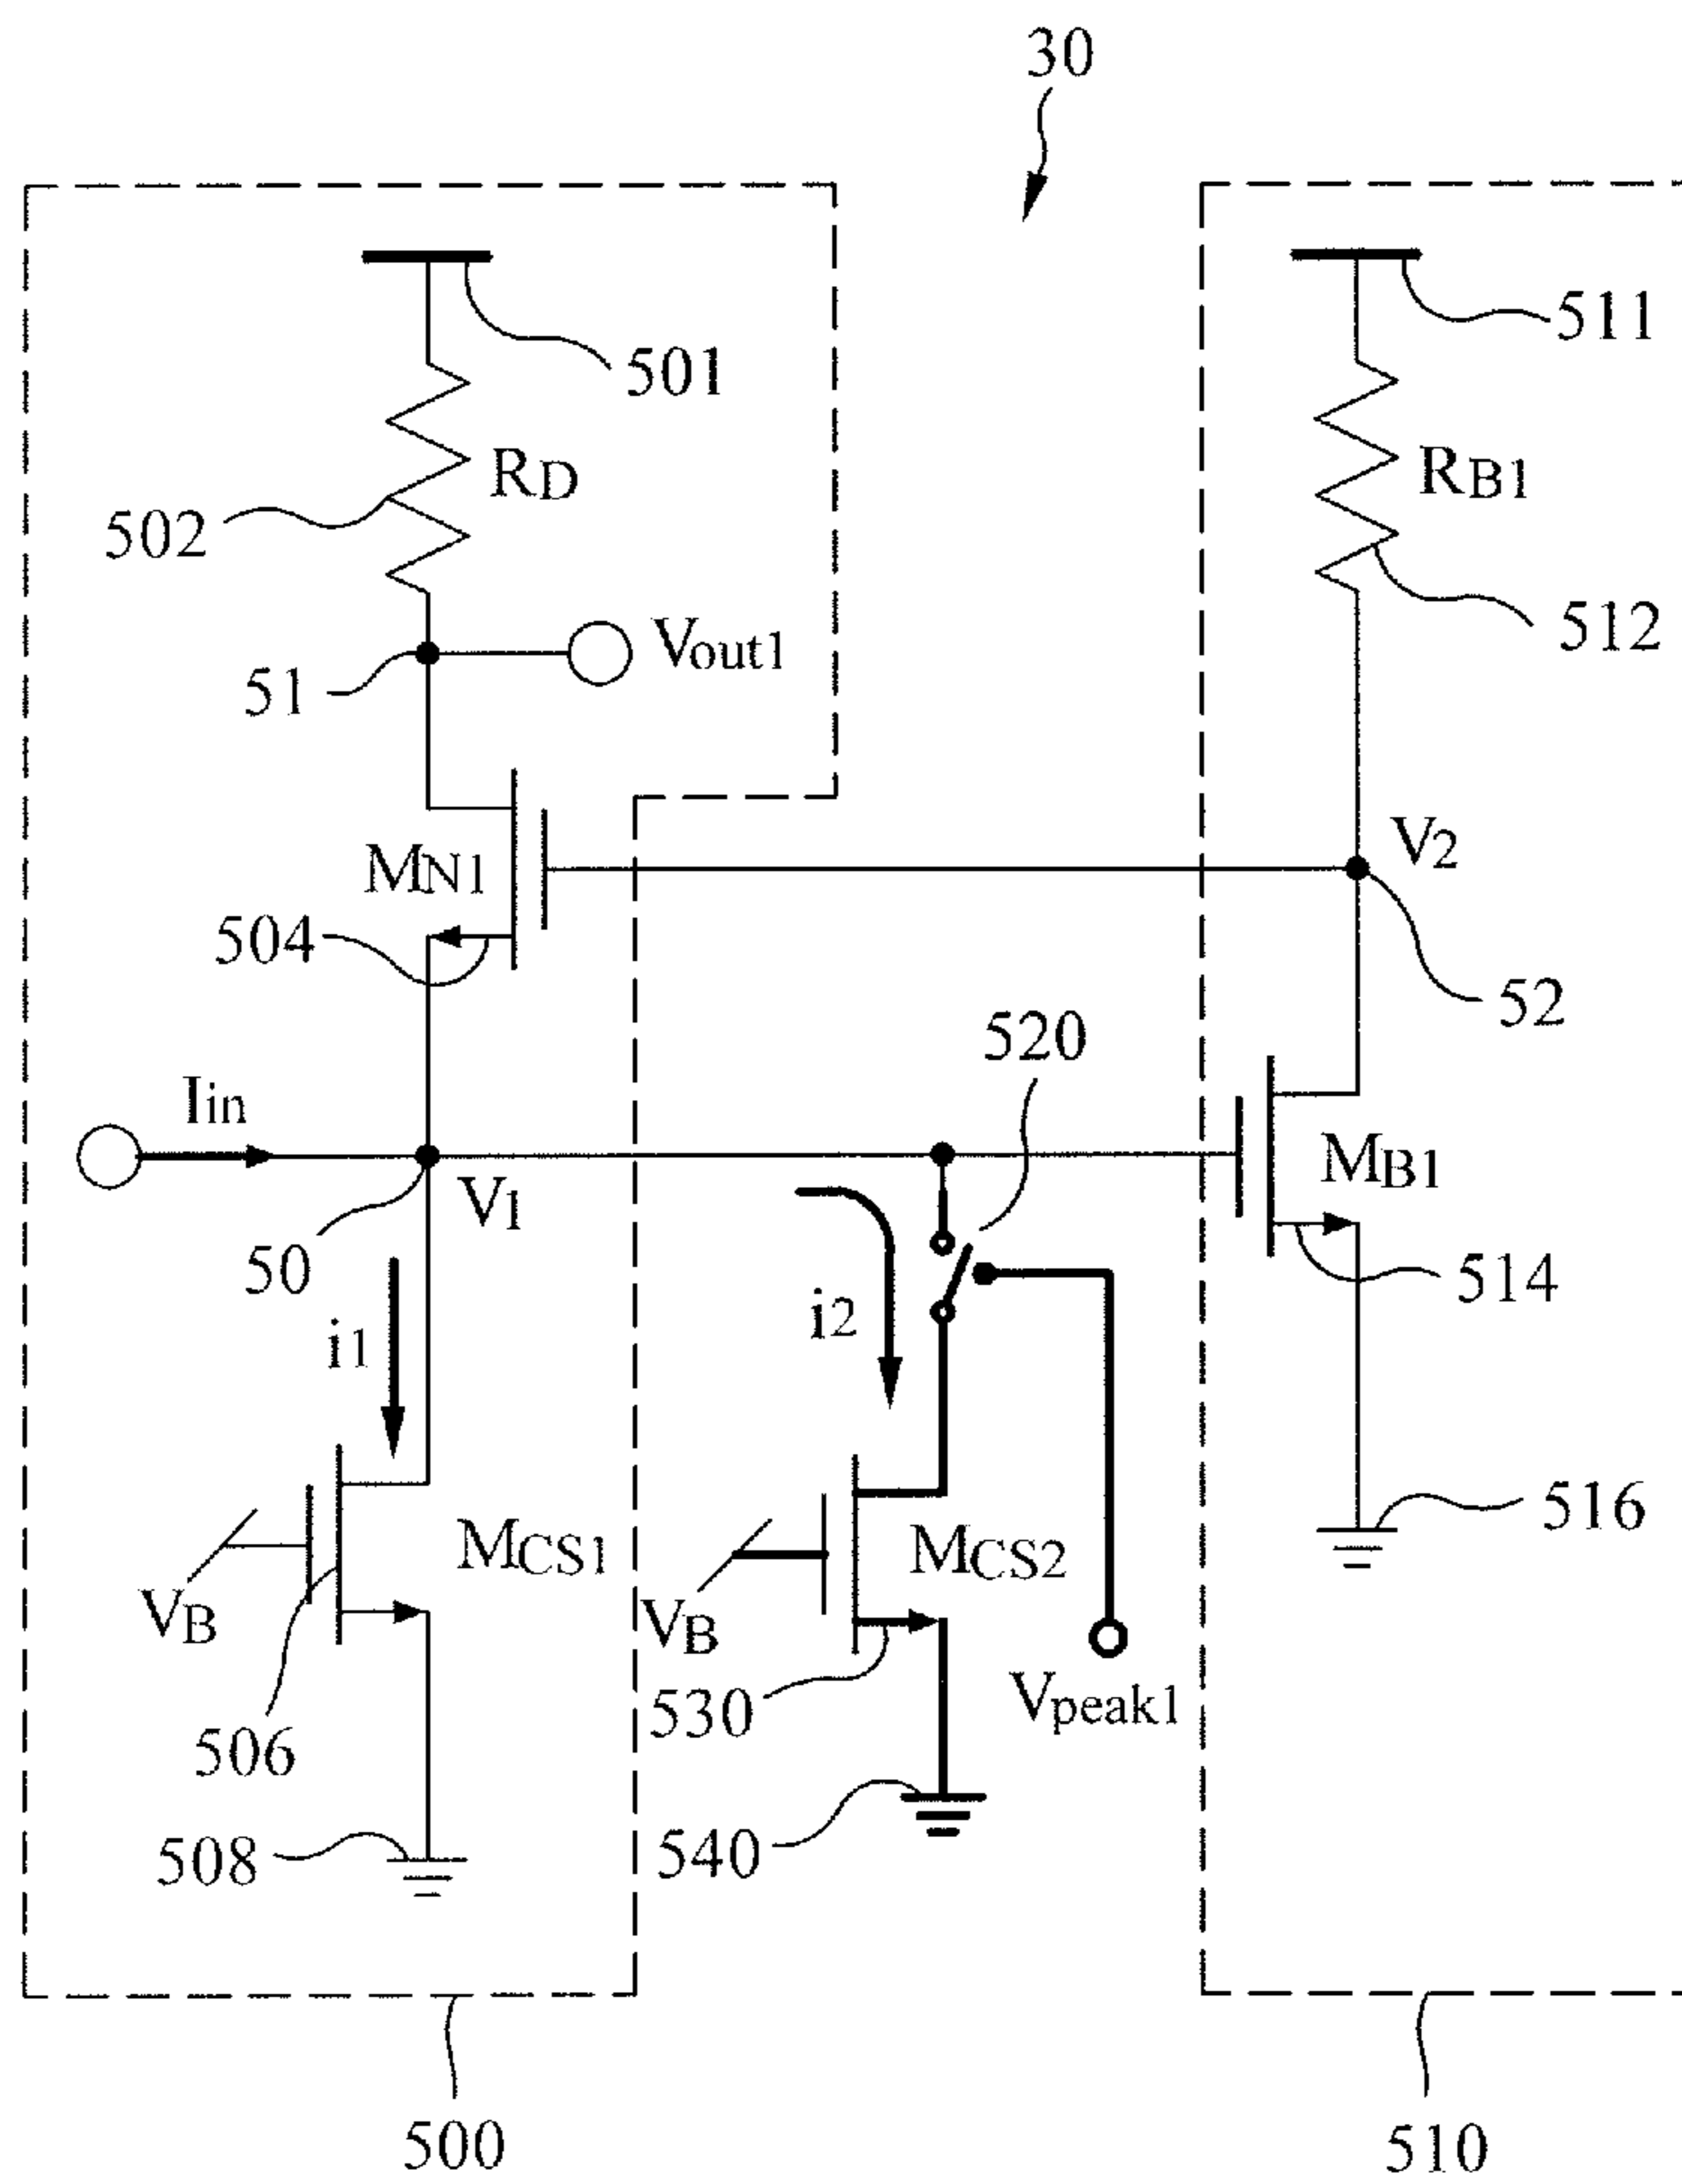 30
501
511
RD
RB1
502
512
51
Vout1
V2
MN1
504
52
520
Iin
V1
MB1
50
514
i1
i2
516
MCS1
MCS2
VB
VB
530
Vpeak1
506
508
540
500
510